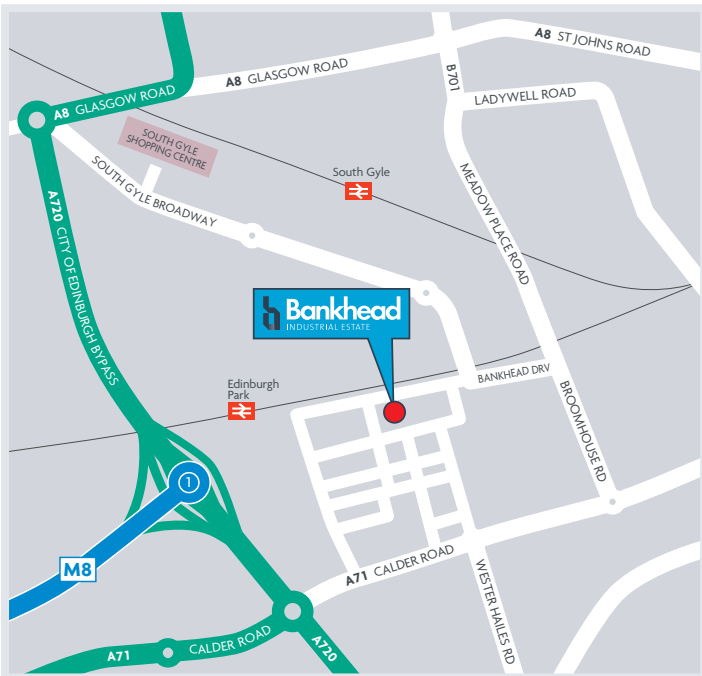 A8 ST JOHNS ROAD
A8 GLASGOW ROAD
B701
A8 GLASGOW ROAD
LADYWELL ROAD
SOUTH GYLE
SHOPPING CENTRE
South Gyle
SOUTH GYLE BROADWAY
MEADOW PLACE ROAD
A720 CITY OF EDINBURGH BYPASS
Bankhead
INDUSTRIAL ESTATE
BANKHEAD DRV
Edinburgh
Park
BROOMHOUSE RD
1
M8
A71 CALDER ROAD
WESTER HAILES RD
A71 CALDER ROAD
A720